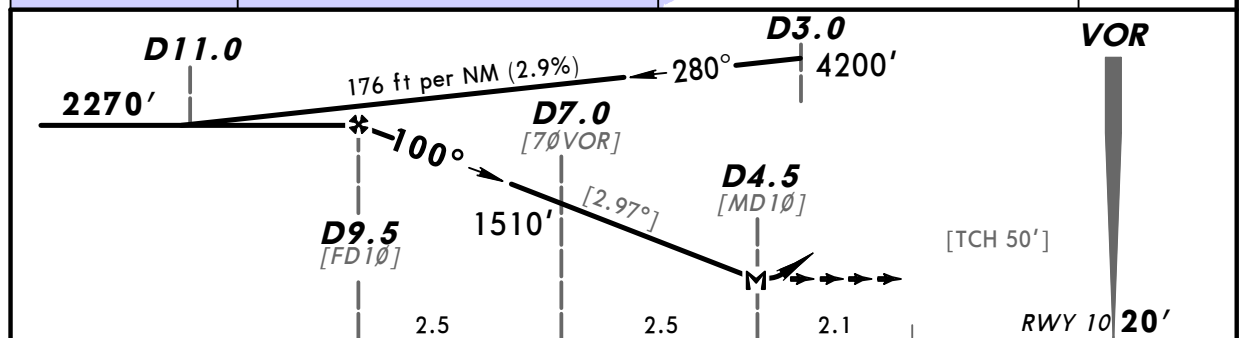 D11.0
D3.0
VOR
176 ft per NM (2.9%)
280°
4200'
2270'
D7.0
[7ØVOR]
100°
D4.5
[MD1Ø]
[2.97°]
1510'
D9.5
[FD1Ø]
[TCH 50']
M
2.5
2.5
2.1
RWY 10 20'